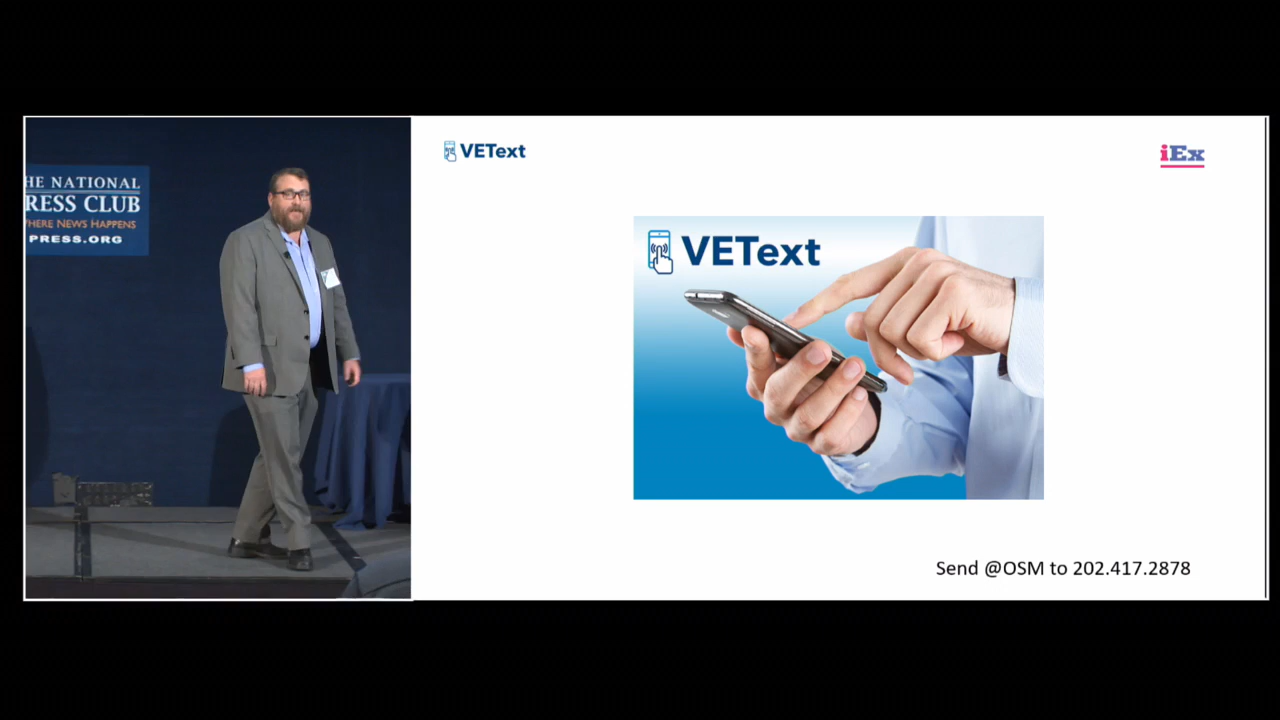 HE NATIONAL
RESS CLUB
HERE NEWS HAPPENS
PRESS.ORG
VEText
iEx
VEText
Send @OSM to 202.417.2878